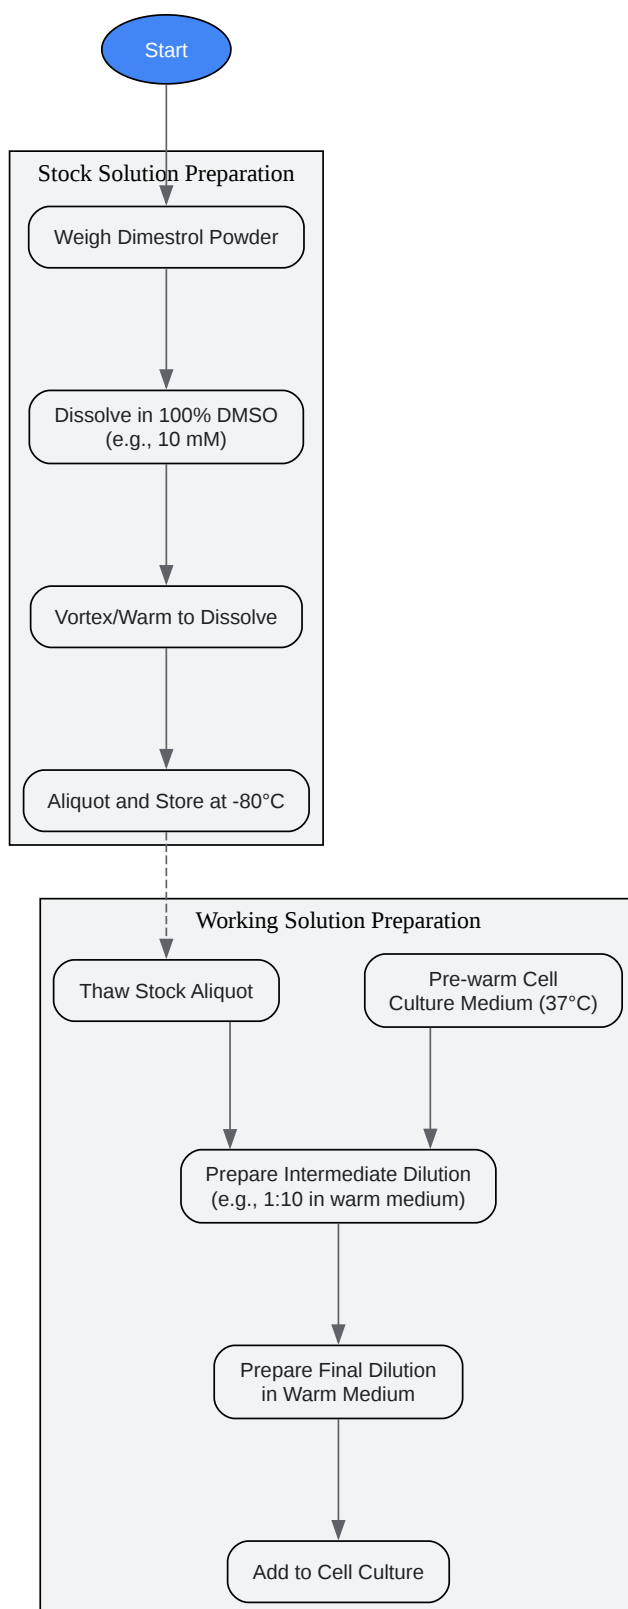 Start
Stock Solution Preparation
Weigh Dimestrol Powder
Dissolve in 100% DMSO
(e.g., 10 mM)
Vortex/Warm to Dissolve
Aliquot and Store at -80°C
Working Solution Preparation
Thaw Stock Aliquot
Pre-warm Cell
Culture Medium (37°C)
Prepare Intermediate Dilution
(e.g., 1:10 in warm medium)
Prepare Final Dilution
in Warm Medium
Add to Cell Culture